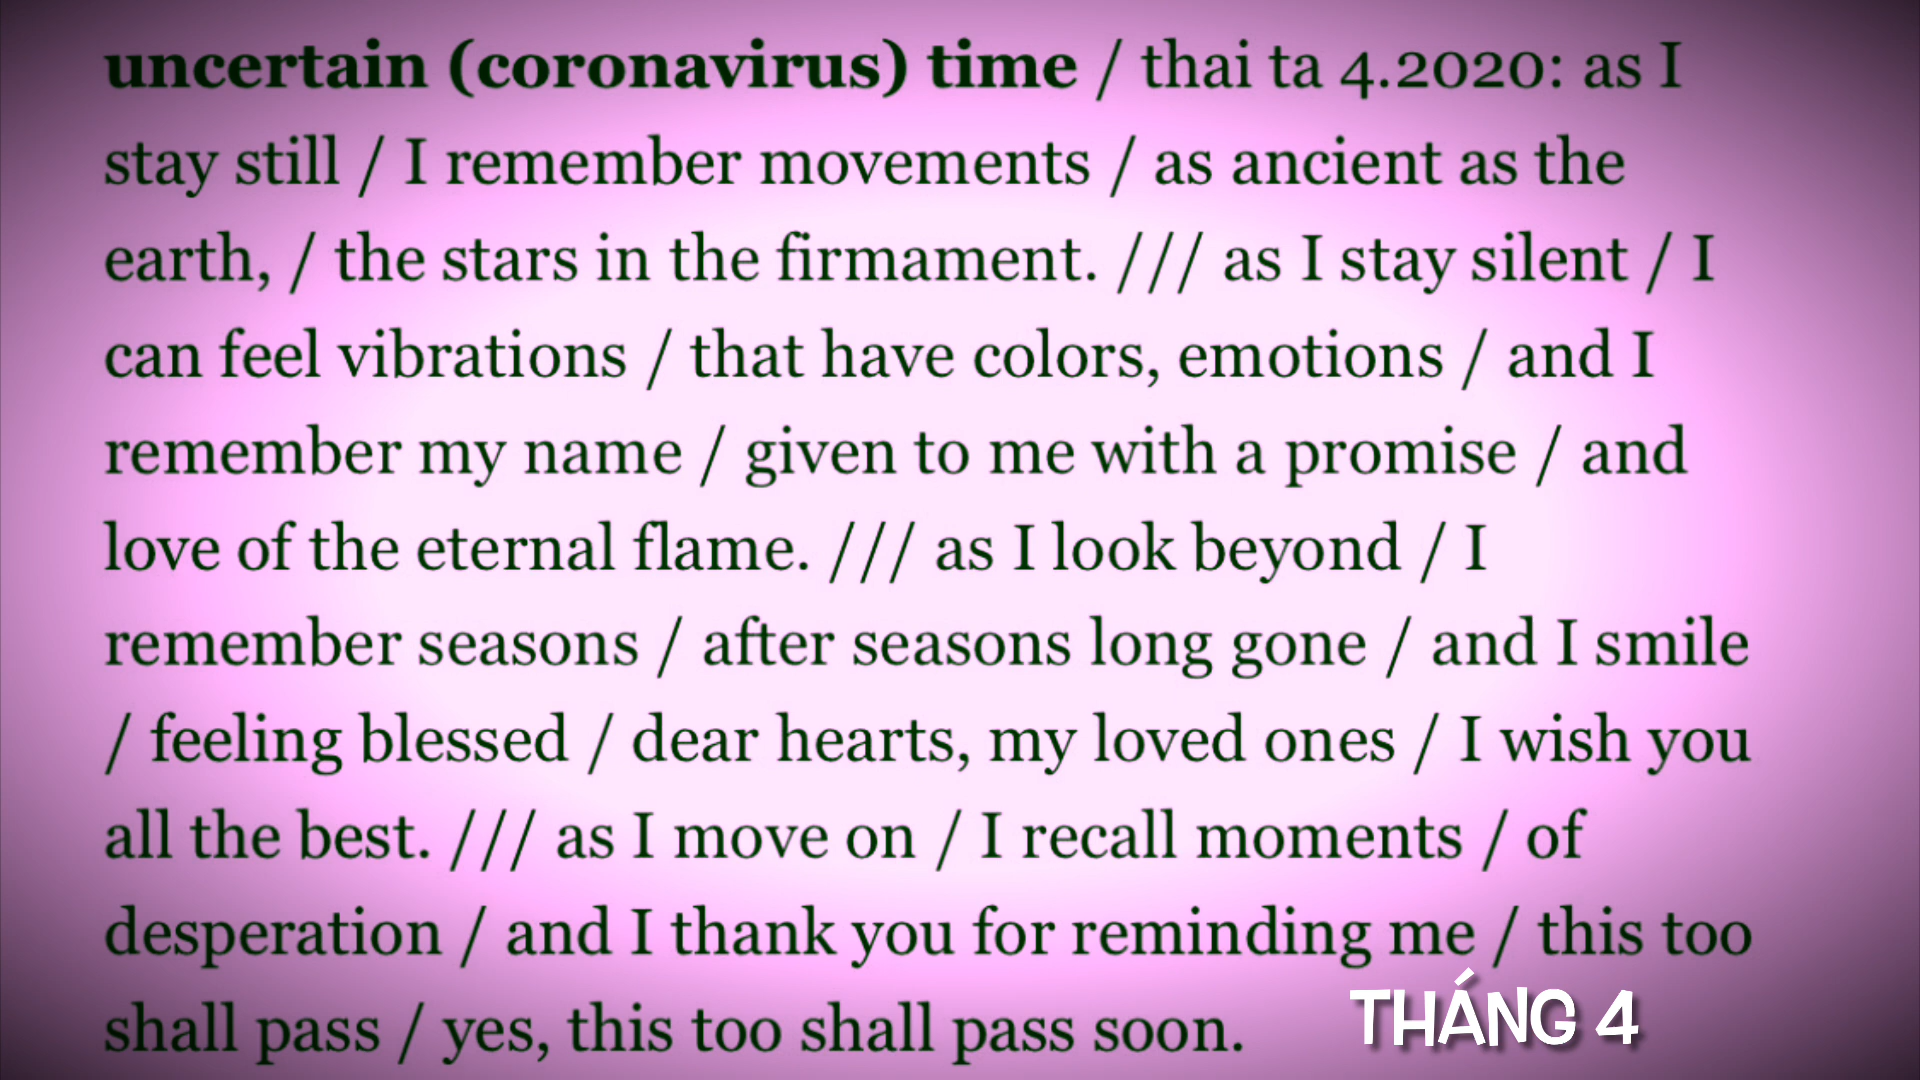 uncertain (coronavirus) time / thai ta 4.2020: as I
stay still / I remember movements / as ancient as the
earth, / the stars in the firmament. /// as I stay silent / I
can feel vibrations / that have colors, emotions / and I
remember my name / given to me with a promise / and
love of the eternal flame. /// as I look beyond / I
remember seasons / after seasons long gone / and I smile
/ feeling blessed / dear hearts, my loved ones / I wish you
all the best. /// as I move on / I recall moments / of
desperation / and I thank you for reminding me / this too
shall pass / yes, this too shall pass soon.
THÁNG 4